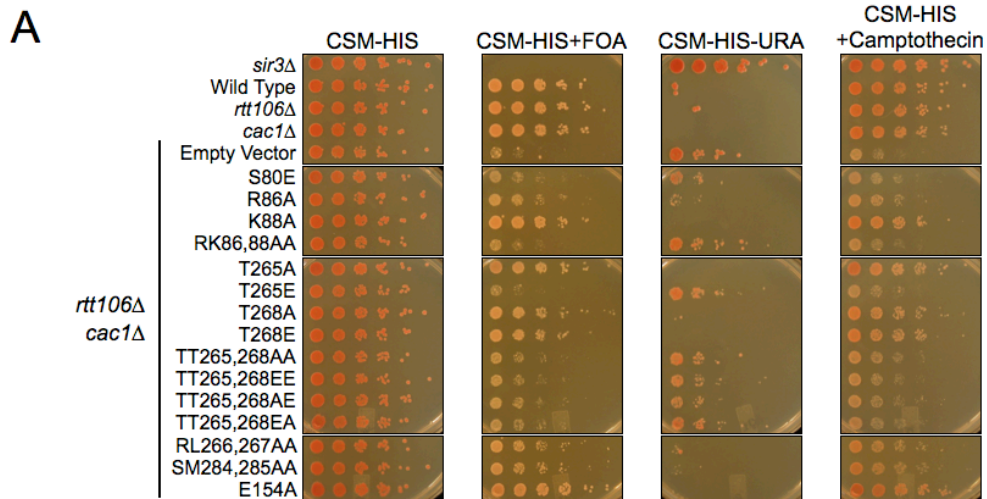 A
CSM-HIS
CSM-HIS+FOA
CSM-HIS-URA
CSM-HIS
+Camptothecin
sir3Δ
Wild Type
rtt106Δ
cac1Δ
Empty Vector
S80E
R86A
K88A
RK86,88AA
T265A
T265E
T268A
T268E
TT265,268AA
TT265,268EE
TT265,268AE
TT265,268EA
RL266,267AA
SM284,285AA
E154A
rtt106Δ
cac1Δ